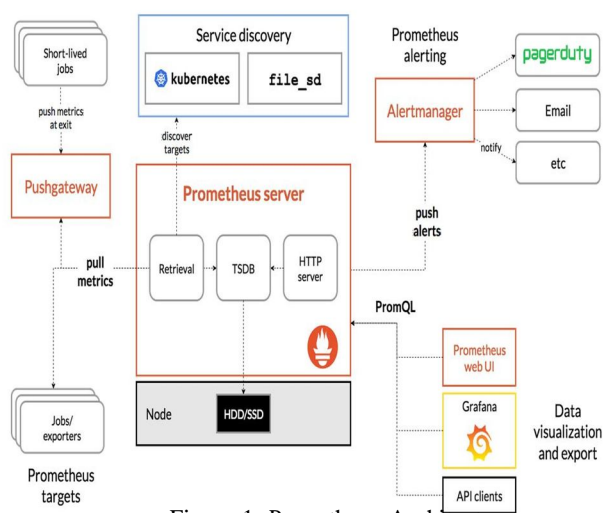 Short-lived
jobs
push metrics
at exit
Pushgateway
Service discovery
kubernetes
file_sd
discover
targets
Prometheus
alerting
Alertmanager
pagerduty
Email
notify
etc
Prometheus server
pull
metrics
Retrieval
TSDB
HTTP
server
push
alerts
PromQL
Node
HDD/SSD
Jobs/
exporters
Prometheus
targets
Prometheus
web UI
Grafana
API clients
Data
visualization
and export